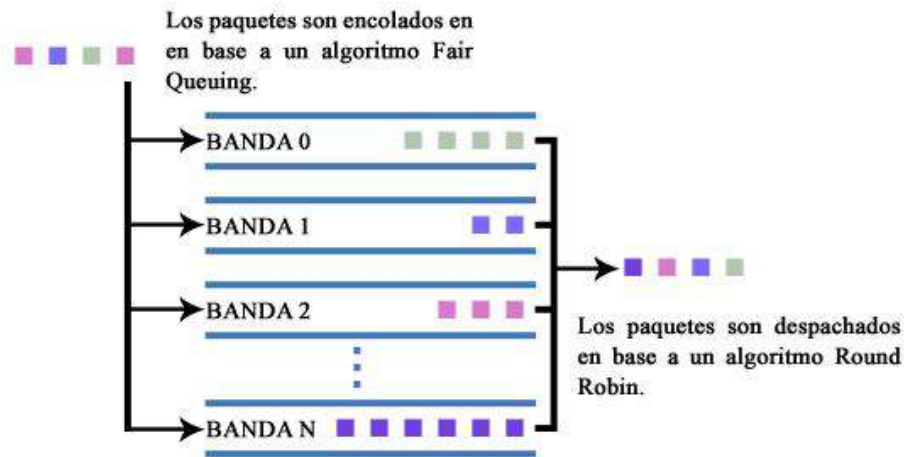 Los paquetes son encolados en
en base a un algoritmo Fair
Queuing.
BANDA 0
BANDA 1
BANDA 2
BANDA N
Los paquetes son despachados
en base a un algoritmo Round
Robin.